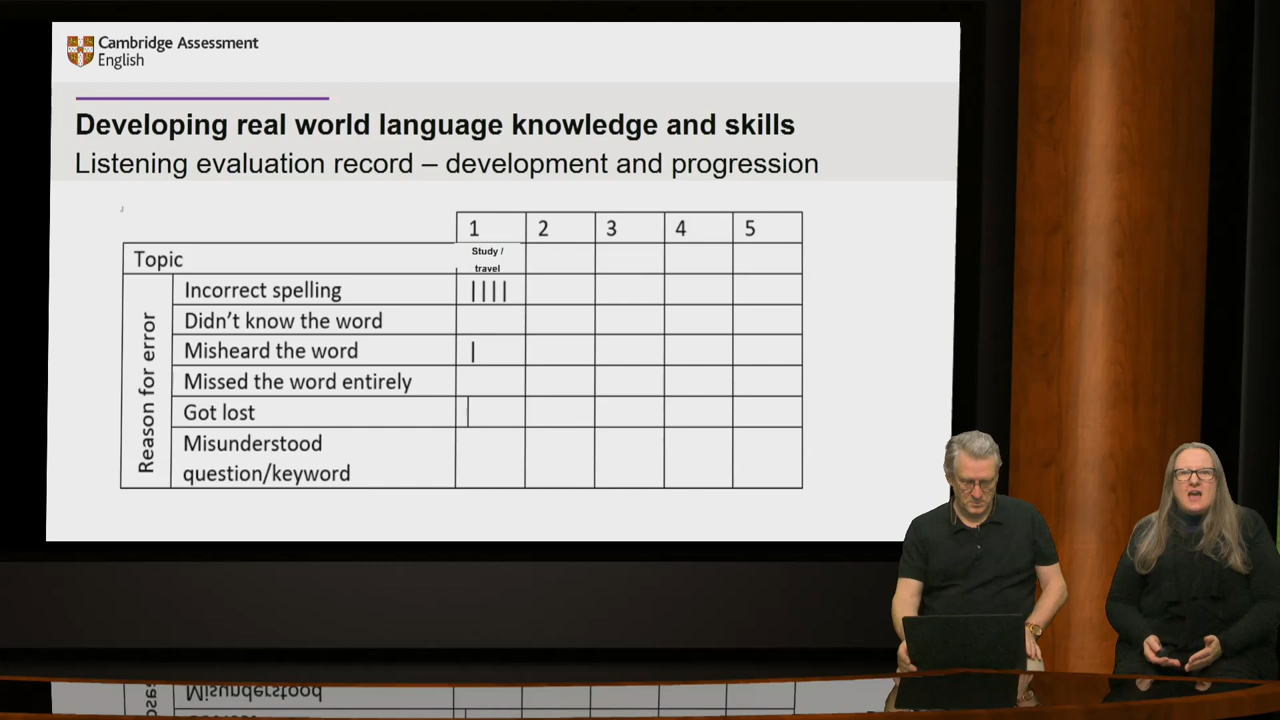 Cambridge Assessment
English
Developing real world language knowledge and skills
Listening evaluation record – development and progression
1 2 3 4 5
Topic Study /
travel
Reason for error
Incorrect spelling ||||
Didn't know the word
Misheard the word |
Missed the word entirely
Got lost |
Misunderstood
question/keyword
Misunderstood